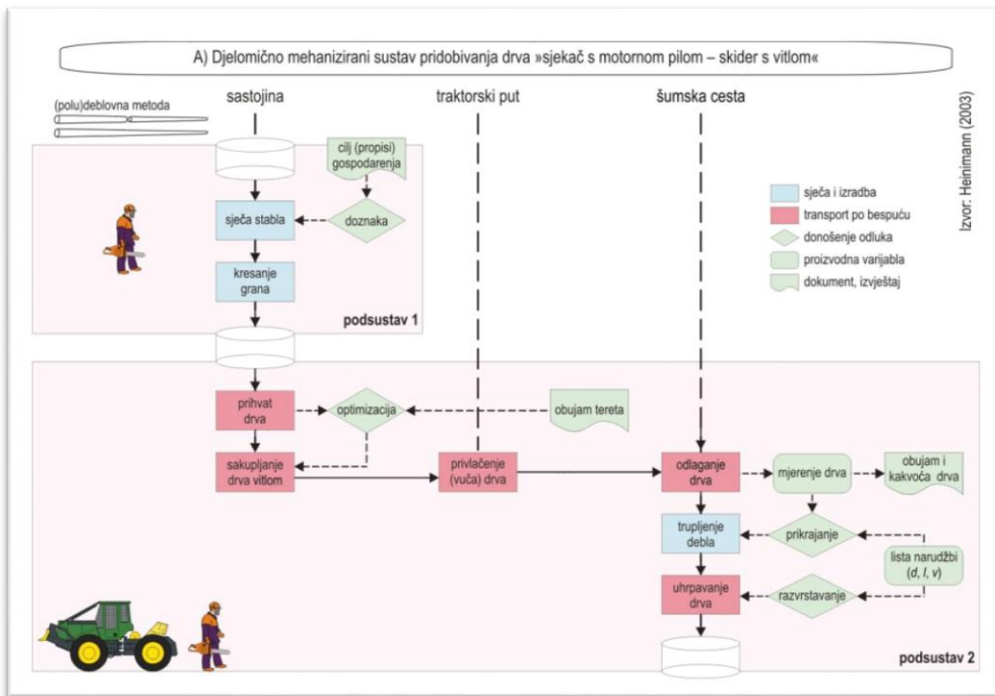 A) Djelomično mehanizirani sustav pridobivanja drva »sjekač s motornom pilom – skider s vitlom«
(polu)deblovna metoda
sastojina
traktorski put
šumska cesta
Izvor: Heinimann (2003)
cilj (propisi)
gospodarenja
sječa stabla
doznaka
kresanje
grana
podsustav 1
sječa i izradba
transport po bespuću
donošenje odluka
proizvodna varijabla
dokument, izvještaj
prihvat
drva
optimizacija
obujam tereta
sakupljanje
drva vitlom
privlačenje
(vuča) drva
odlaganje
drva
mjerenje drva
obujam i
kakvoća drva
trupljenje
debla
prikrajanje
lista narudžbi
(d, l, v)
uhrpavanje
drva
razvrstavanje
podsustav 2